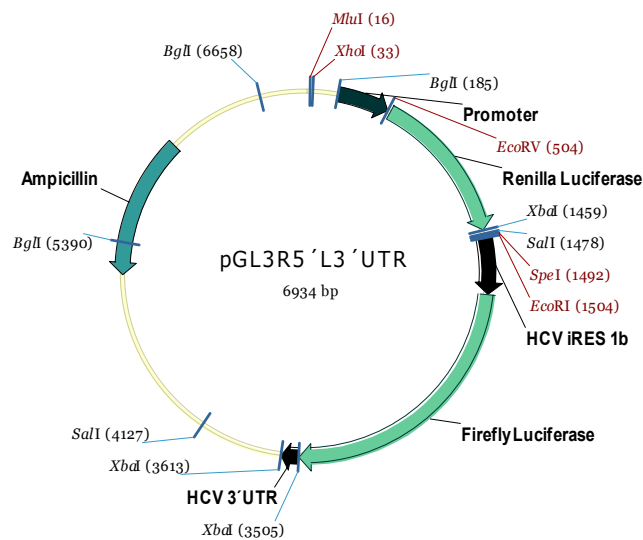 MluI (16)
XhoI (33)
BglI (6658)
BglI (185)
Promoter
EcoRV (504)
Renilla Luciferase
Ampicillin
XbaI (1459)
SalI (1478)
BglI (5390)
pGL3R5´L3´UTR
SpeI (1492)
6934 bp
EcoRI (1504)
HCV iRES 1b
SalI (4127)
Firefly Luciferase
XbaI (3613)
HCV 3´UTR
XbaI (3505)